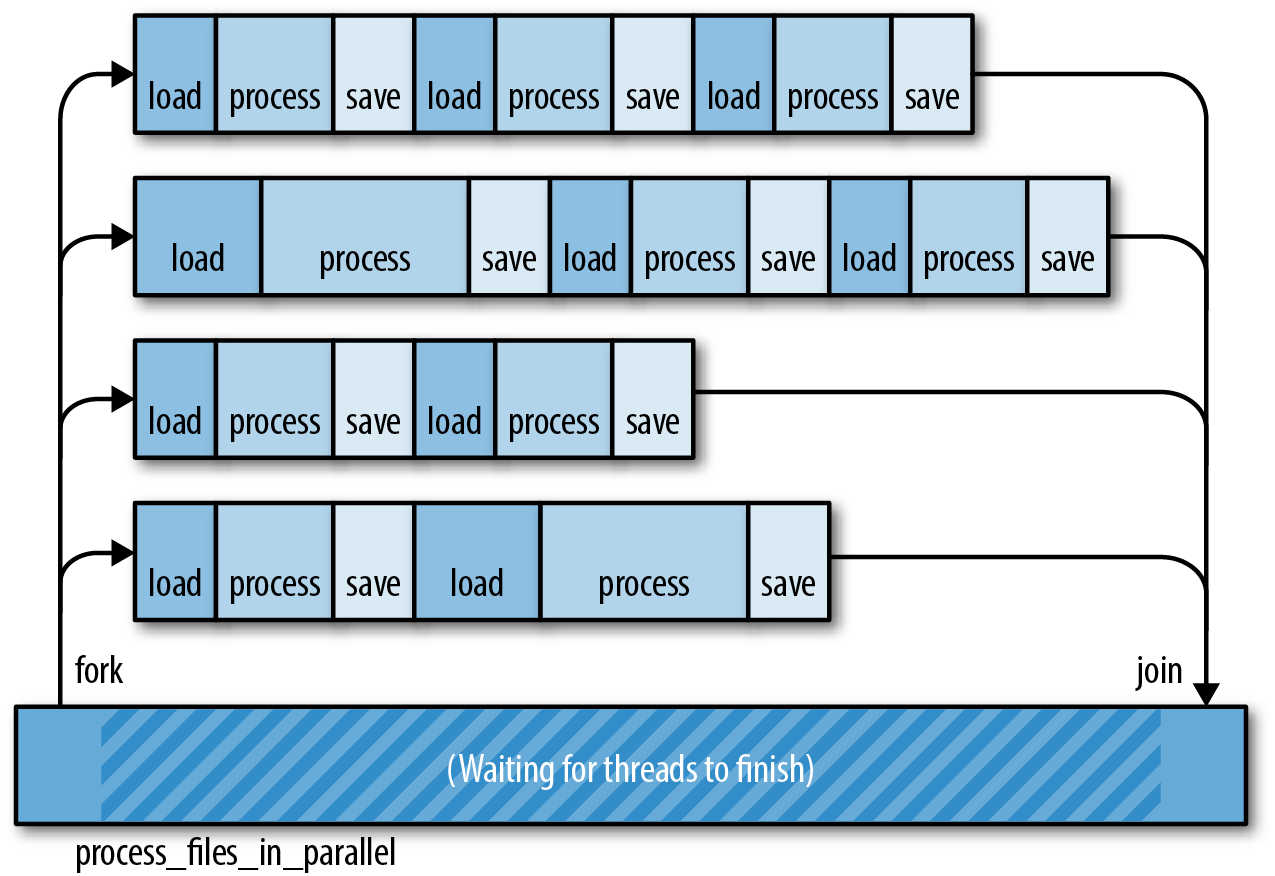 load process save load process save load process save
load process save load process save load process save
load process save load process save
load process save load process save
fork join
(Waiting for threads to finish)
process_files_in_parallel